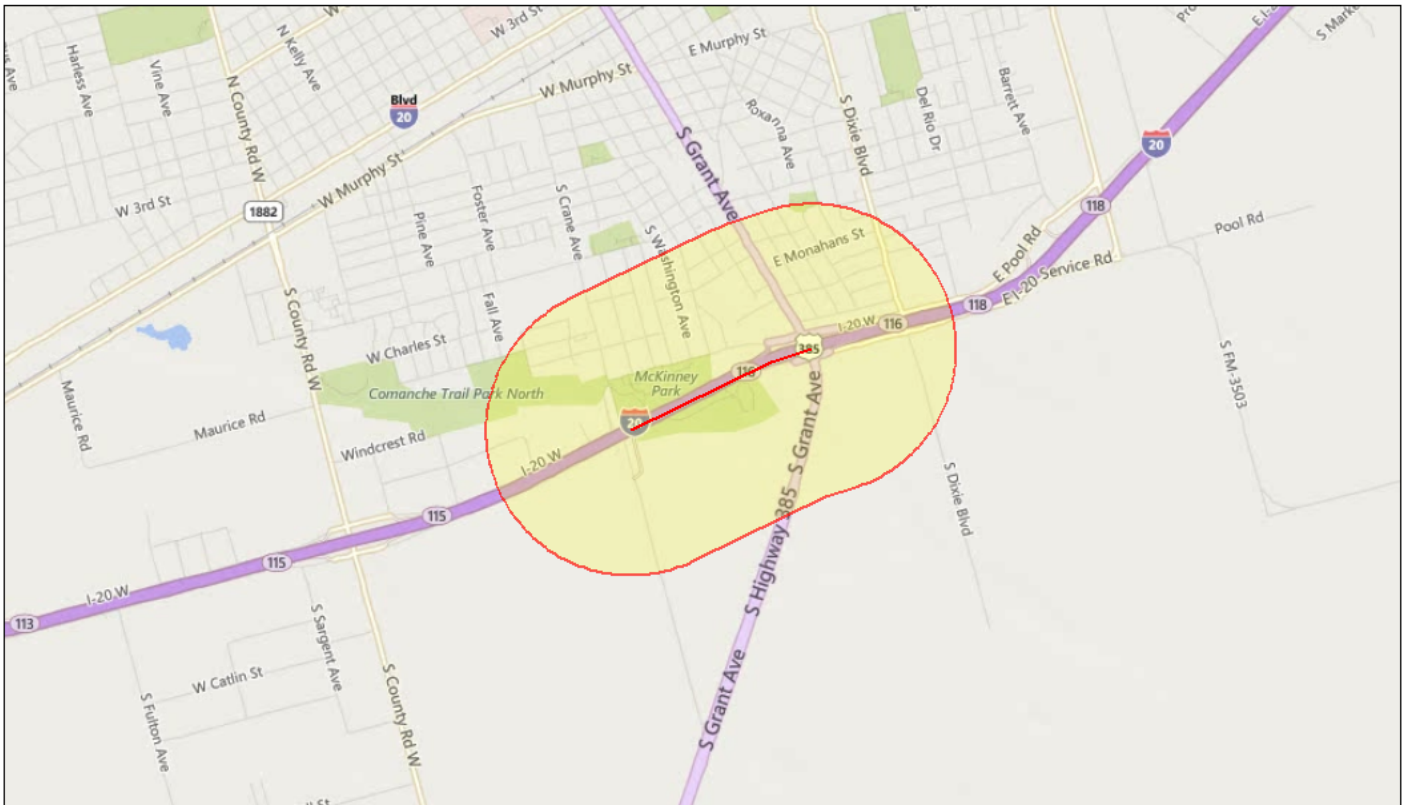 W 3rd St
E Murphy St
S Marke
E I-2
N Kelly Ave
Harless Ave
Vine Ave
N County Rd W
W Murphy St
Blvd
20
Barrett Ave
Del Rio Dr
Roxanna Ave
S Dixie Blvd
20
S Grant Ave
W Murphy St
W 3rd St
1882
118
Pool Rd
Pine Ave
Foster Ave
S Crane Ave
S Washington Ave
E Monahans St
E Pool Rd
E I-20 Service Rd
S County Rd W
Fall Ave
118
I-20 W
116
385
W Charles St
S FM-3503
116
McKinney
Park
Comanche Trail Park North
20
S Grant Ave
Maurice Rd
Maurice Rd
Windcrest Rd
I-20 W
S Dixie Blvd
115
S Highway 385
115
I-20 W
113
S Sargent Ave
W Catlin St
S Fulton Ave
S County Rd W
S Grant Ave